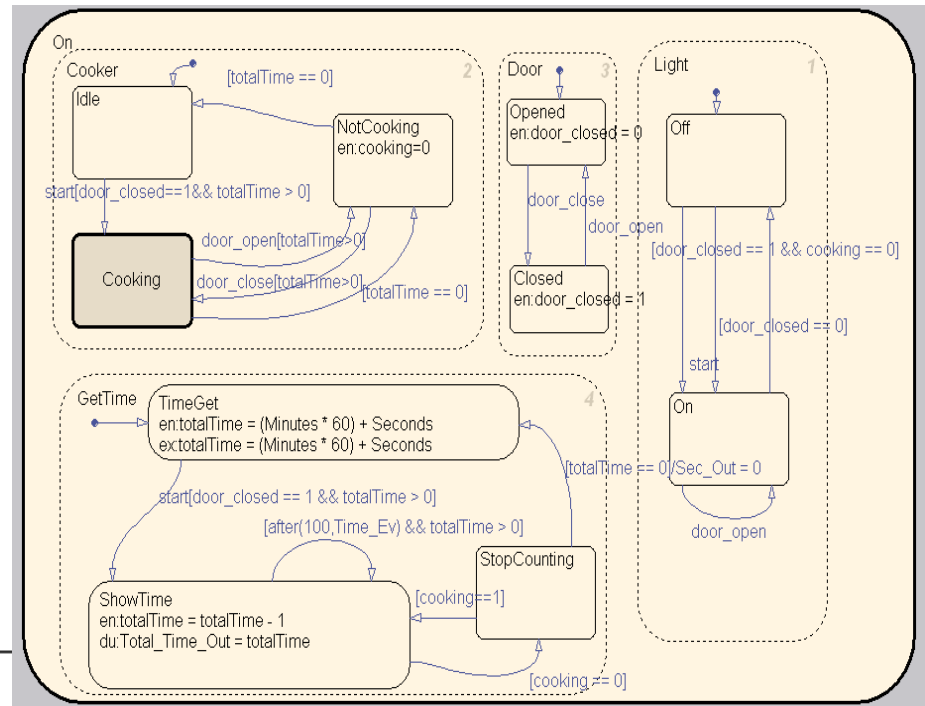 On
Cooker
2
[totalTime == 0]
Idle
NotCooking
en:cooking=0
start[door_closed==1&& totalTime > 0]
door_open[totalTime>0]
Cooking
door_close[totalTime>0]
[totalTime == 0]
Door
3
Opened
en:door_closed = 0
door_close
door_open
Closed
en:door_closed = 1
Light
1
Off
[door_closed == 1 && cooking == 0]
[door_closed == 0]
start
On
door_open
GetTime
4
TimeGet
en:totalTime = (Minutes * 60) + Seconds
ex:totalTime = (Minutes * 60) + Seconds
[totalTime == 0]/Sec_Out = 0
start[door_closed == 1 && totalTime > 0]
[after(100,Time_Ev) && totalTime > 0]
StopCounting
ShowTime
en:totalTime = totalTime - 1
du:Total_Time_Out = totalTime
[cooking==1]
[cooking == 0]